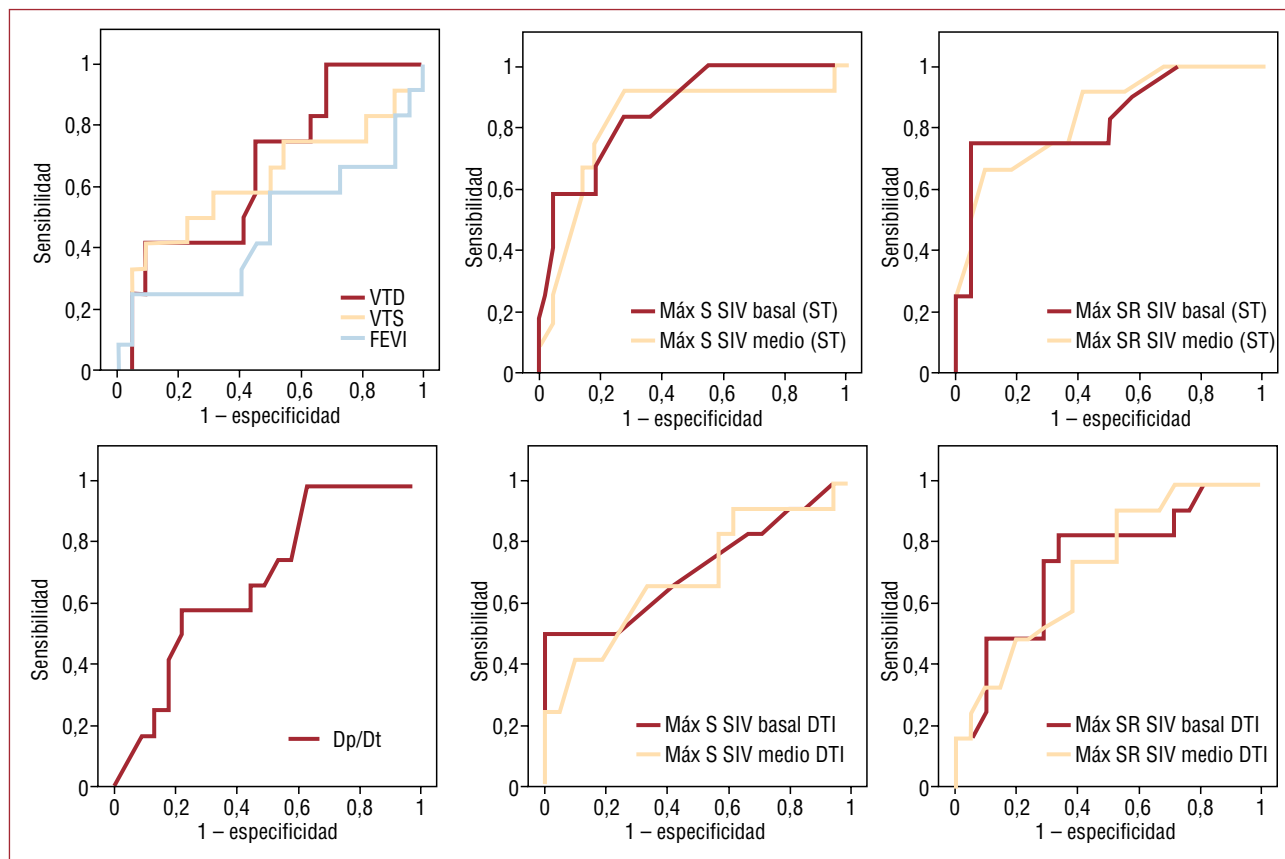 Sensibilidad
1
0,8
0,6
0,4
0,2
0
VTD
VTS
FEVI
0 0,2 0,4 0,6 0,8 1
1 – especificidad
Sensibilidad
1
0,8
0,6
0,4
0,2
0
Máx S SIV basal (ST)
Máx S SIV medio (ST)
0 0,2 0,4 0,6 0,8 1
1 – especificidad
Sensibilidad
1
0,8
0,6
0,4
0,2
0
Máx SR SIV basal (ST)
Máx SR SIV medio (ST)
0 0,2 0,4 0,6 0,8 1
1 – especificidad
Sensibilidad
1
0,8
0,6
0,4
0,2
0
Dp/Dt
0 0,2 0,4 0,6 0,8 1
1 – especificidad
Sensibilidad
1
0,8
0,6
0,4
0,2
0
Máx S SIV basal DTI
Máx S SIV medio DTI
0 0,2 0,4 0,6 0,8 1
1 – especificidad
Sensibilidad
1
0,8
0,6
0,4
0,2
0
Máx SR SIV basal DTI
Máx SR SIV medio DTI
0 0,2 0,4 0,6 0,8 1
1 – especificidad